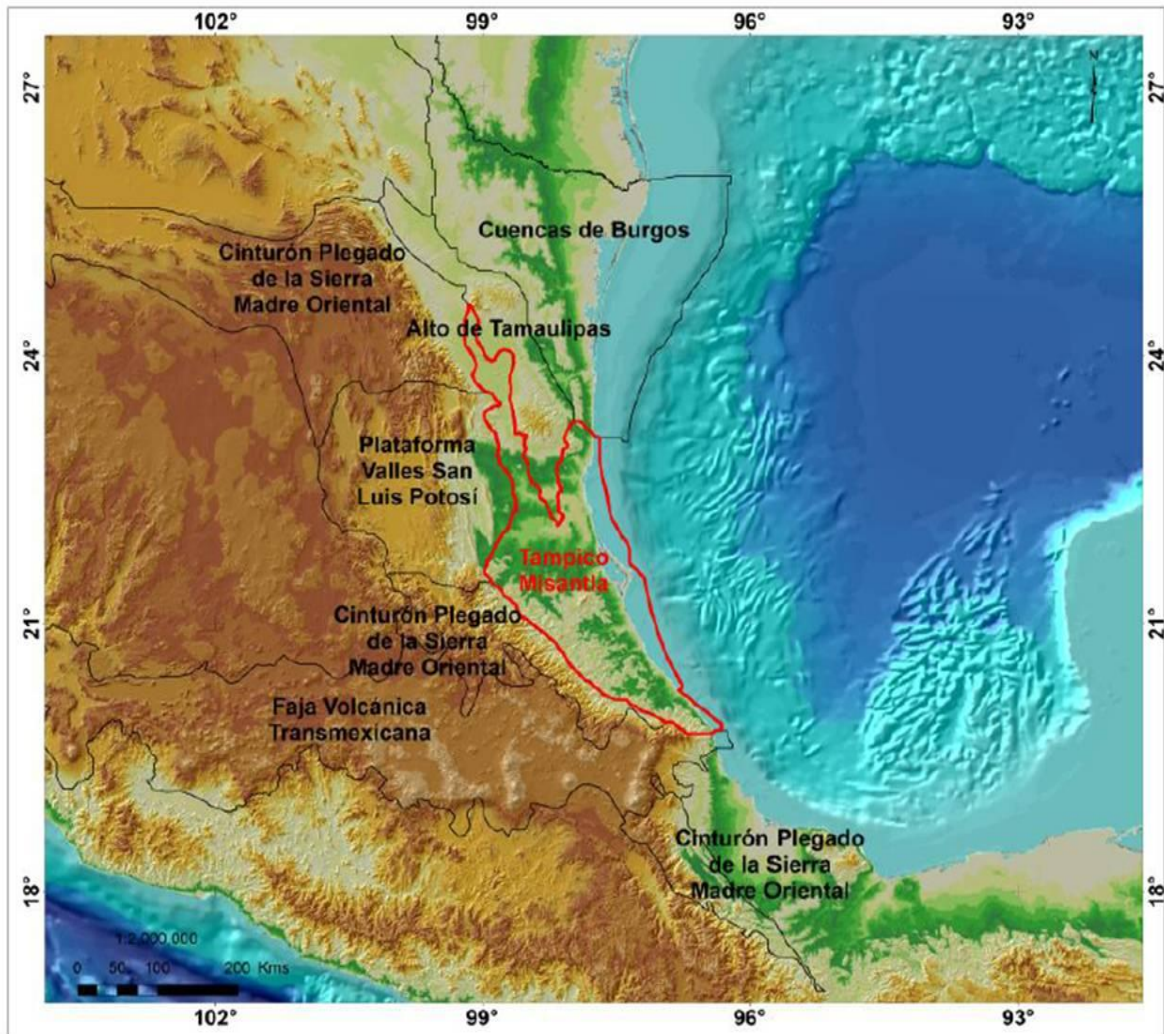 102°
99°
96°
93°
27°
27°
N
Cuencas de Burgos
Cinturón Plegado
de la Sierra
Madre Oriental
Alto de Tamaulipas
24°
24°
Plataforma
Valles San
Luis Potosí
Tampico
Misantla
21°
21°
Cinturón Plegado
de la Sierra
Madre Oriental
Faja Volcánica
Transmexicana
Cinturón Plegado
de la Sierra
Madre Oriental
18°
18°
1:2,000,000
0 50 100 200 Kms
102°
99°
96°
93°